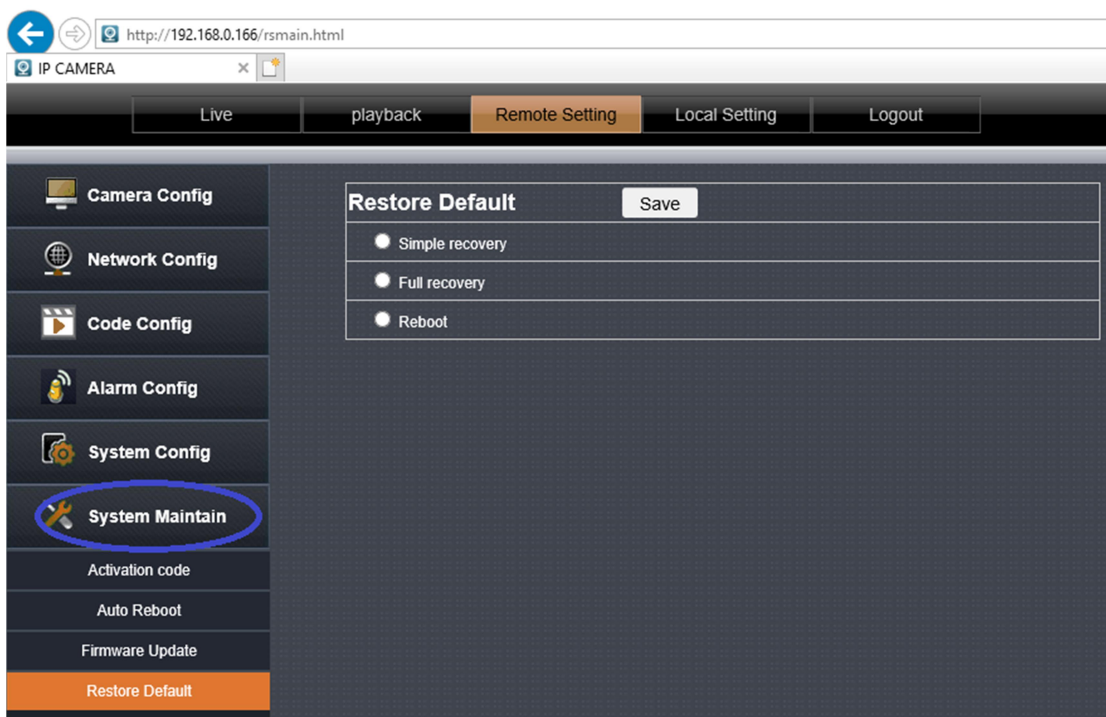 http://192.168.0.166/rsmain.html
IP CAMERA
Live playback Remote Setting Local Setting Logout
Camera Config
Network Config
Code Config
Alarm Config
System Config
System Maintain
Activation code
Auto Reboot
Firmware Update
Restore Default
Restore Default Save
Simple recovery
Full recovery
Reboot